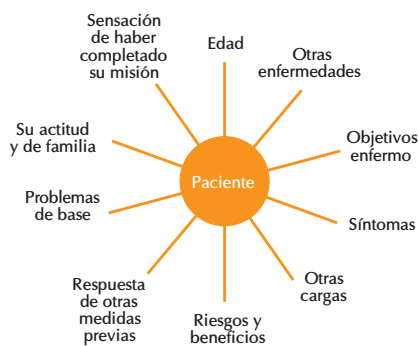 Sensación
de haber
completado
su misión
Edad
Otras
enfermedades
Objetivos
enfermo
Síntomas
Otras
cargas
Riesgos y
beneficios
Respuesta
de otras
medidas
previas
Problemas
de base
Su actitud
y de familia
Paciente